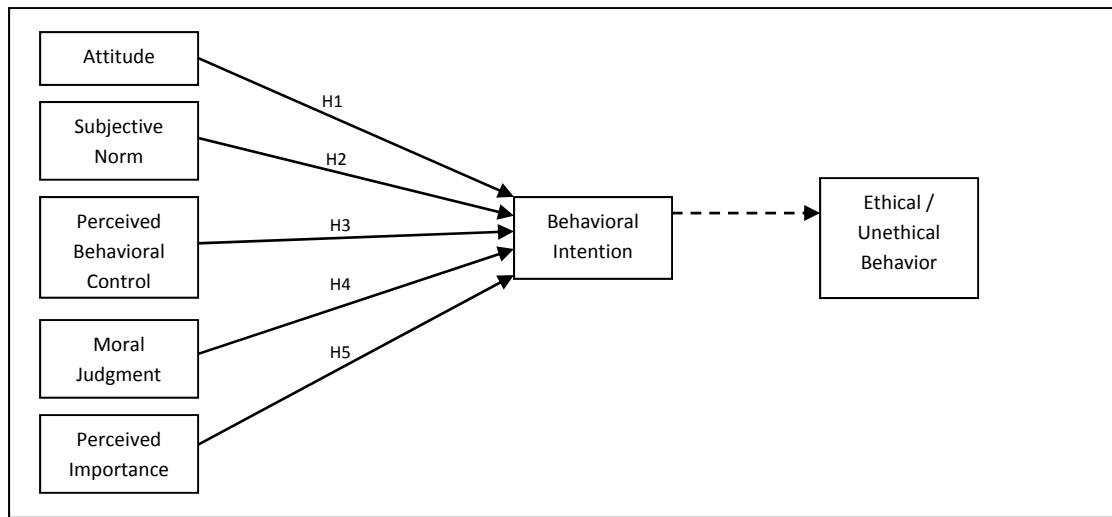 Attitude
H1
Subjective
Norm
H2
Perceived
Behavioral
Control
H3
Moral
Judgment
H4
Perceived
Importance
H5
Behavioral
Intention
Ethical /
Unethical
Behavior